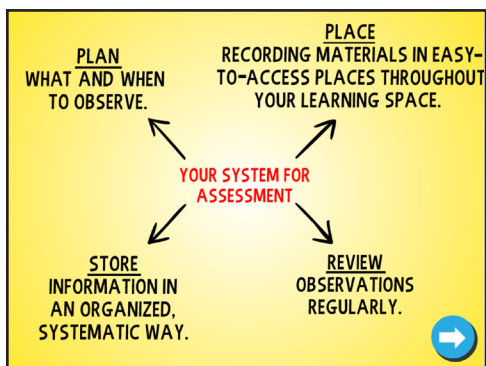 PLAN
WHAT AND WHEN
TO OBSERVE.
PLACE
RECORDING MATERIALS IN EASY-
TO-ACCESS PLACES THROUGHOUT
YOUR LEARNING SPACE.
YOUR SYSTEM FOR
ASSESSMENT
STORE
INFORMATION IN
AN ORGANIZED,
SYSTEMATIC WAY.
REVIEW
OBSERVATIONS
REGULARLY.